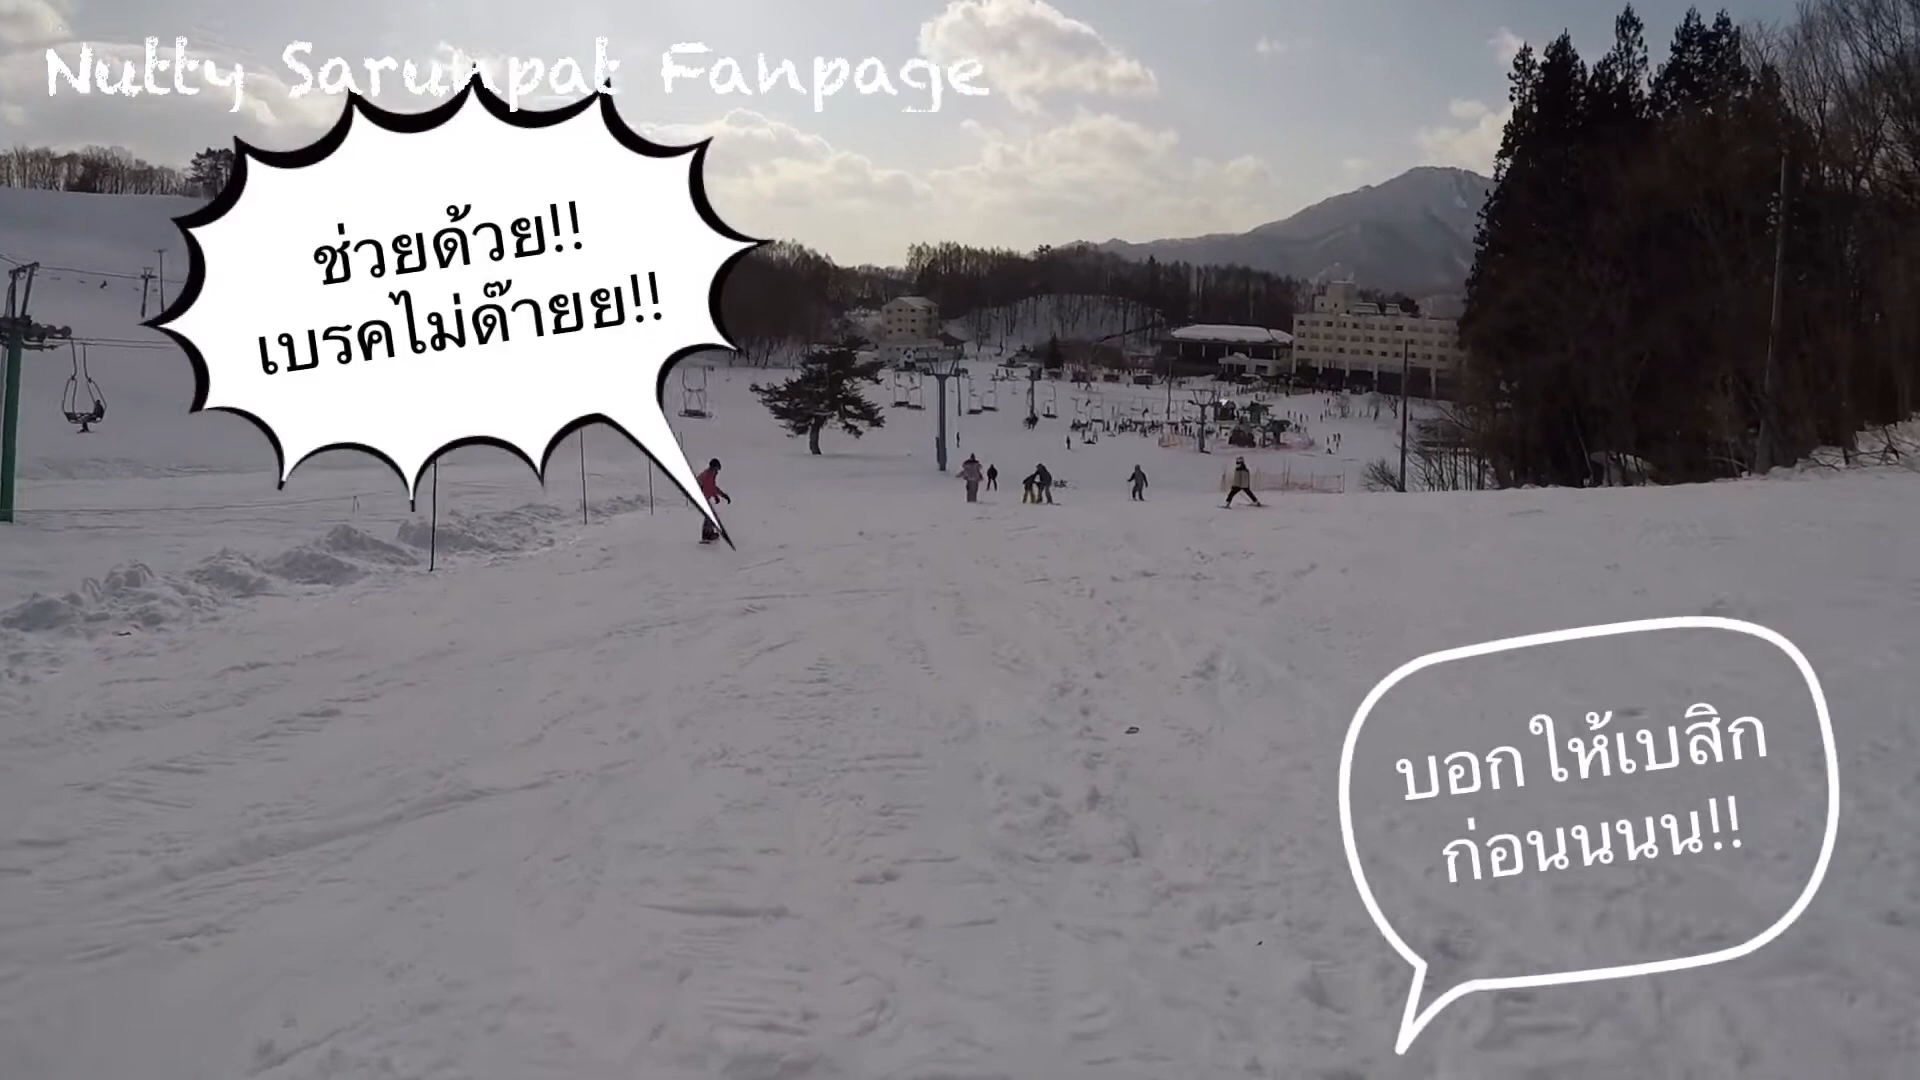 Nutty Sarunpat Fanpage
ช่วยด้วย!!
เบรคไม่ด๊ายย!!
บอกให้เบสิก
ก่อนนนน!!